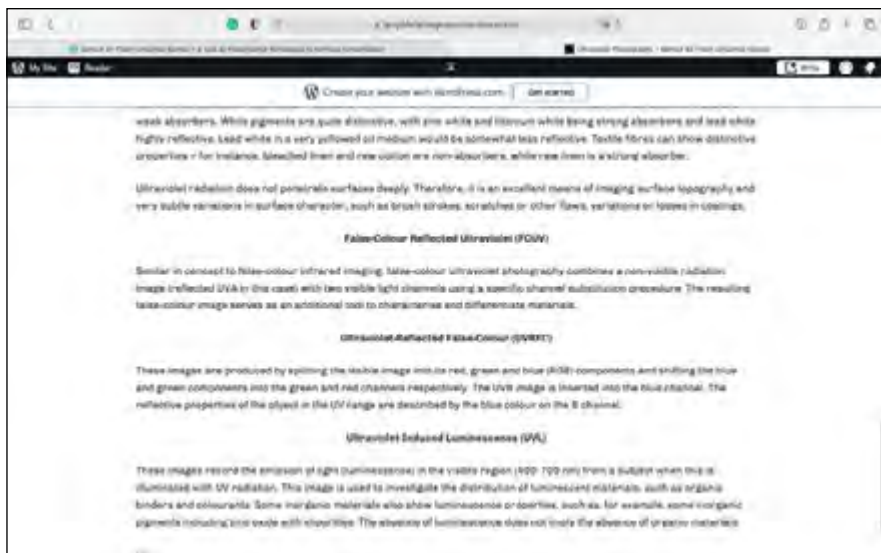 My Site Reader
Create your website with WordPress.com Get started
weak absorbers. White pigments are quite distinctive, with zinc white and titanium white being strong absorbers and lead white
highly reflective. Lead white in a very yellowed oil medium would be somewhat less reflective. Textile fibres can show distinctive
properties – for instance, bleached linen and raw cotton are non-absorbers, while raw linen is a strong absorber.
Ultraviolet radiation does not penetrate surfaces deeply. Therefore, it is an excellent means of imaging surface topography and
very subtle variations in surface character, such as brush strokes, scratches or other flaws, variations or losses in coatings.
False-Colour Reflected Ultraviolet (FCUV)
Similar in concept to false-colour infrared imaging, false-colour ultraviolet photography combines a non-visible radiation
image (reflected UVA in this case) with two visible light channels using a specific channel substitution procedure. The resulting
false-colour image serves as an additional tool to characterise and differentiate materials.
Ultraviolet-Reflected False-Colour (UVRFC)
These images are produced by splitting the visible image into its red, green and blue (RGB) components and shifting the blue
and green components into the green and red channels respectively. The UVR image is inserted into the blue channel. The
reflective properties of the object in the UV range are described by the blue colour on the B channel.
Ultraviolet Induced Luminescence (UVL)
These images record the emission of light (luminescence) in the visible region (400-700 nm) from a subject when this is
illuminated with UV radiation. This image is used to investigate the distribution of luminescent materials, such as organic
binders and colourants. Some inorganic materials also show luminescence properties, such as, for example, some inorganic
pigments including zinc oxide with impurities. The absence of luminescence does not imply the absence of organic materials